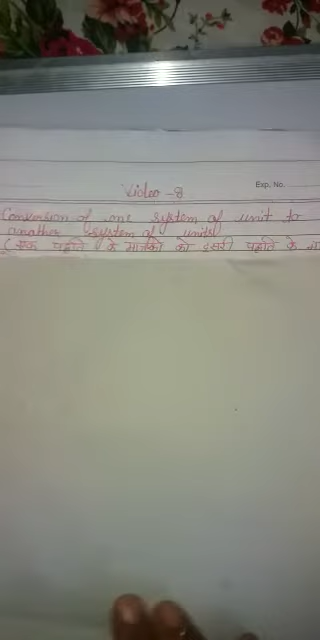 Video - 8
Exp. No.
Conversion of one system of unit to
another system of units
( एक पद्धति के मात्रकों को दूसरी पद्धति के